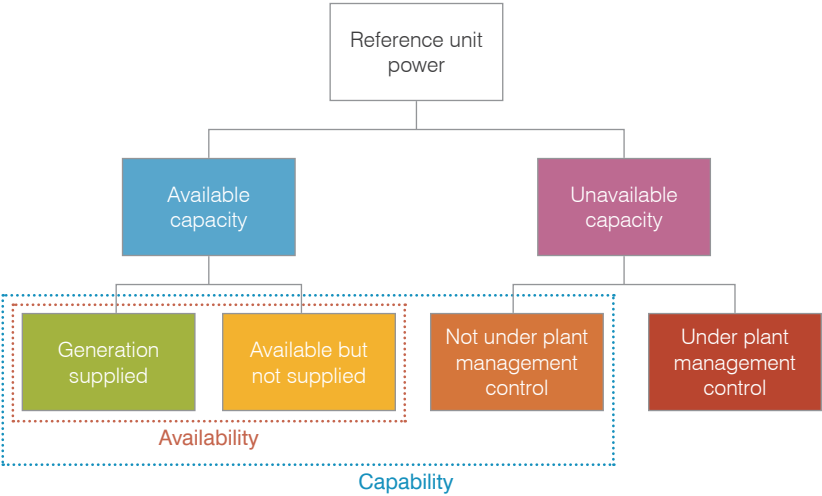 Reference unit
power
Available
capacity
Unavailable
capacity
Generation
supplied
Available but
not supplied
Not under plant
management
control
Under plant
management
control
Availability
Capability